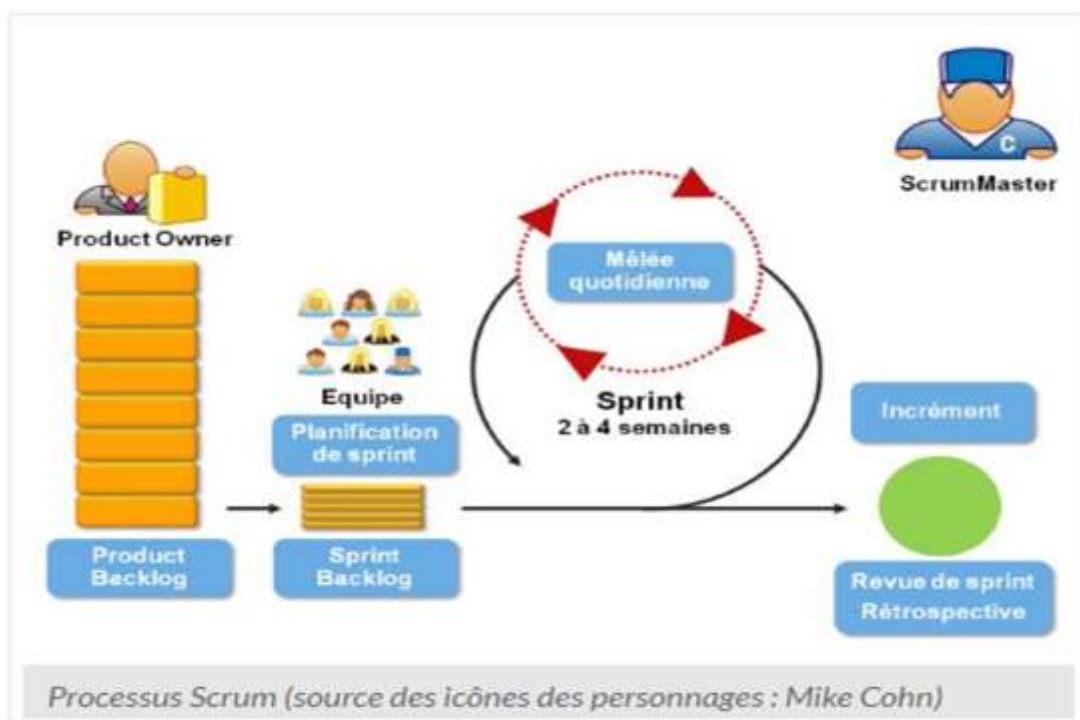 ScrumMaster
C
Product Owner
Mêlée
quotidienne
Equipe
Sprint
2 à 4 semaines
Planification
de sprint
Incrément
Product
Backlog
Sprint
Backlog
Revue de sprint
Rétrospective
Processus Scrum (source des icônes des personnages : Mike Cohn)